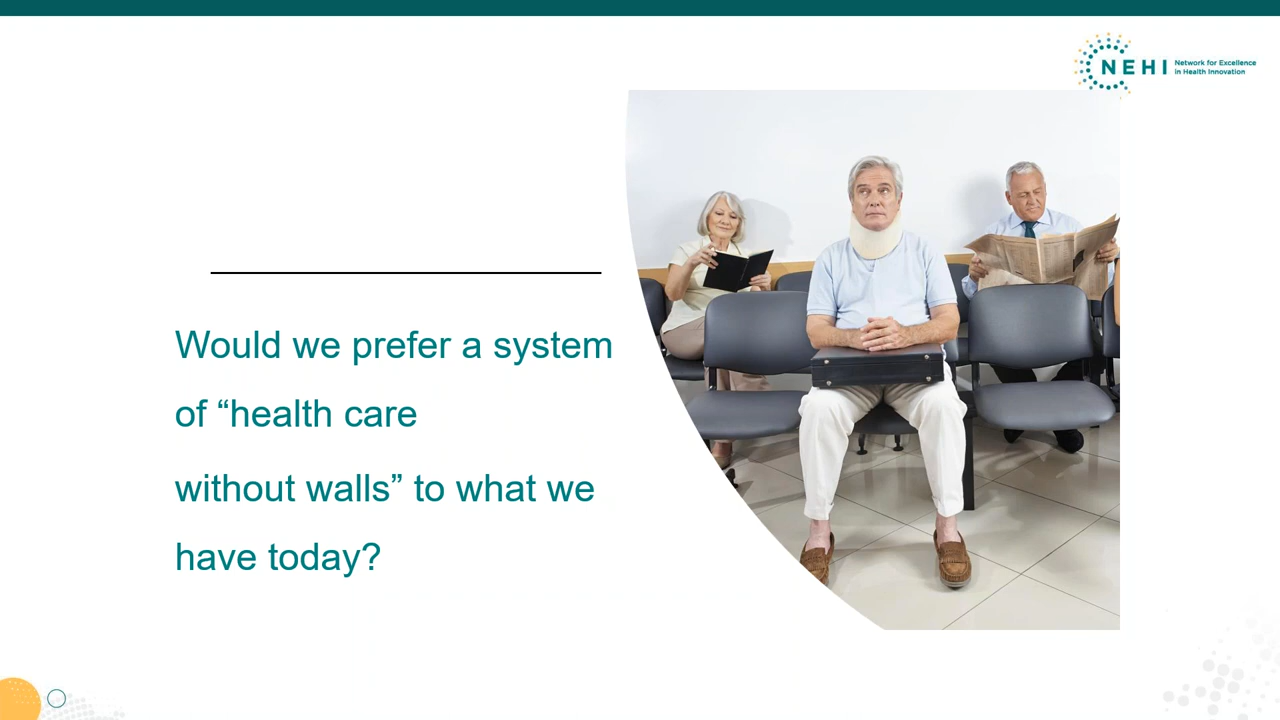 NEHI
Network for Excellence
in Health Innovation
Would we prefer a system
of “health care
without walls” to what we
have today?